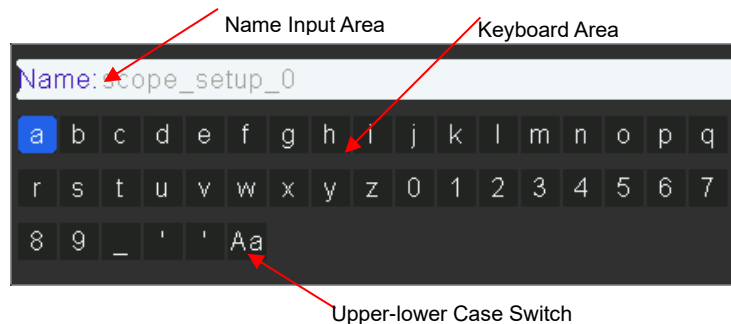 Name Input Area
Keyboard Area
Name: scope_setup_0
a b c d e f g h i j k l m n o p q
r s t u v w x y z 0 1 2 3 4 5 6 7
8 9 _ ' ' Aa
Upper-lower Case Switch